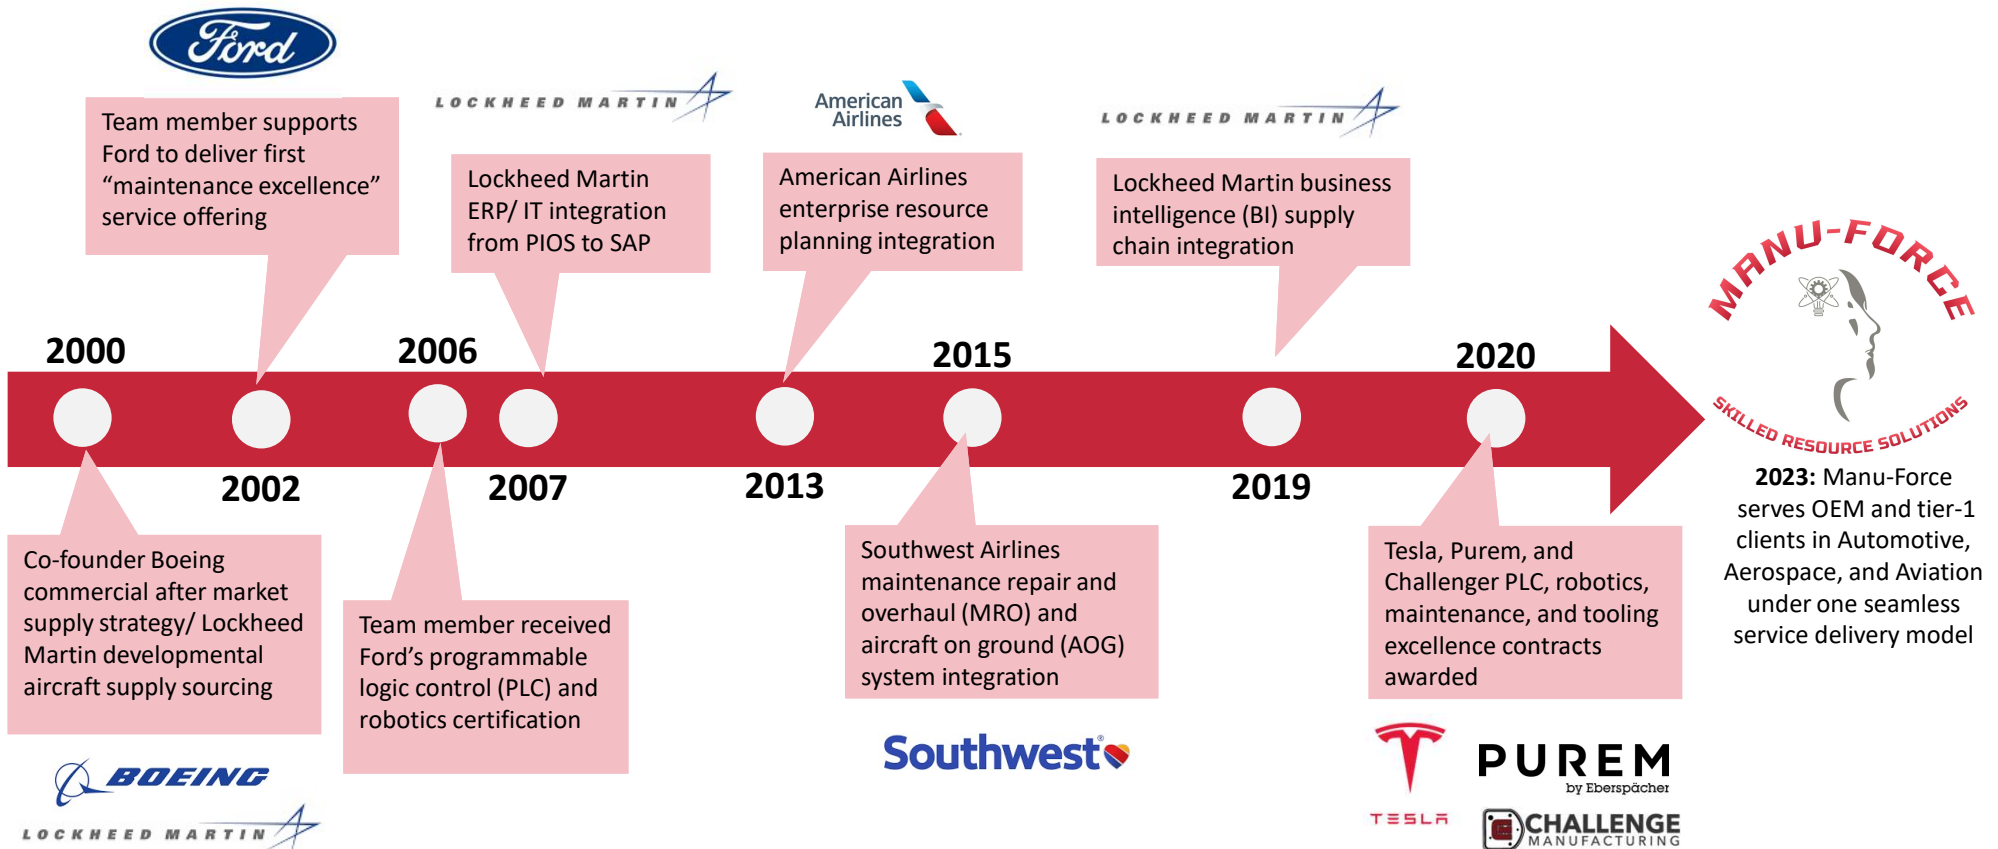 Ford
Team member supports
Ford to deliver first
“maintenance excellence”
service offering
LOCKHEED MARTIN
Lockheed Martin
ERP/ IT integration
from PIOS to SAP
American
Airlines
American Airlines
enterprise resource
planning integration
LOCKHEED MARTIN
Lockheed Martin business
intelligence (BI) supply
chain integration
2000
2006
2015
2020
2002
2007
2013
2019
Co-founder Boeing
commercial after market
supply strategy/ Lockheed
Martin developmental
aircraft supply sourcing
BOEING
LOCKHEED MARTIN
Team member received
Ford’s programmable
logic control (PLC) and
robotics certification
Southwest Airlines
maintenance repair and
overhaul (MRO) and
aircraft on ground (AOG)
system integration
Southwest®
Tesla, Purem, and
Challenger PLC, robotics,
maintenance, and tooling
excellence contracts
awarded
TESLA
PUREM
by Eberspächer
CHALLENGE
MANUFACTURING
MANU-FORCE
SKILLED RESOURCE SOLUTIONS
2023: Manu-Force
serves OEM and tier-1
clients in Automotive,
Aerospace, and Aviation
under one seamless
service delivery model